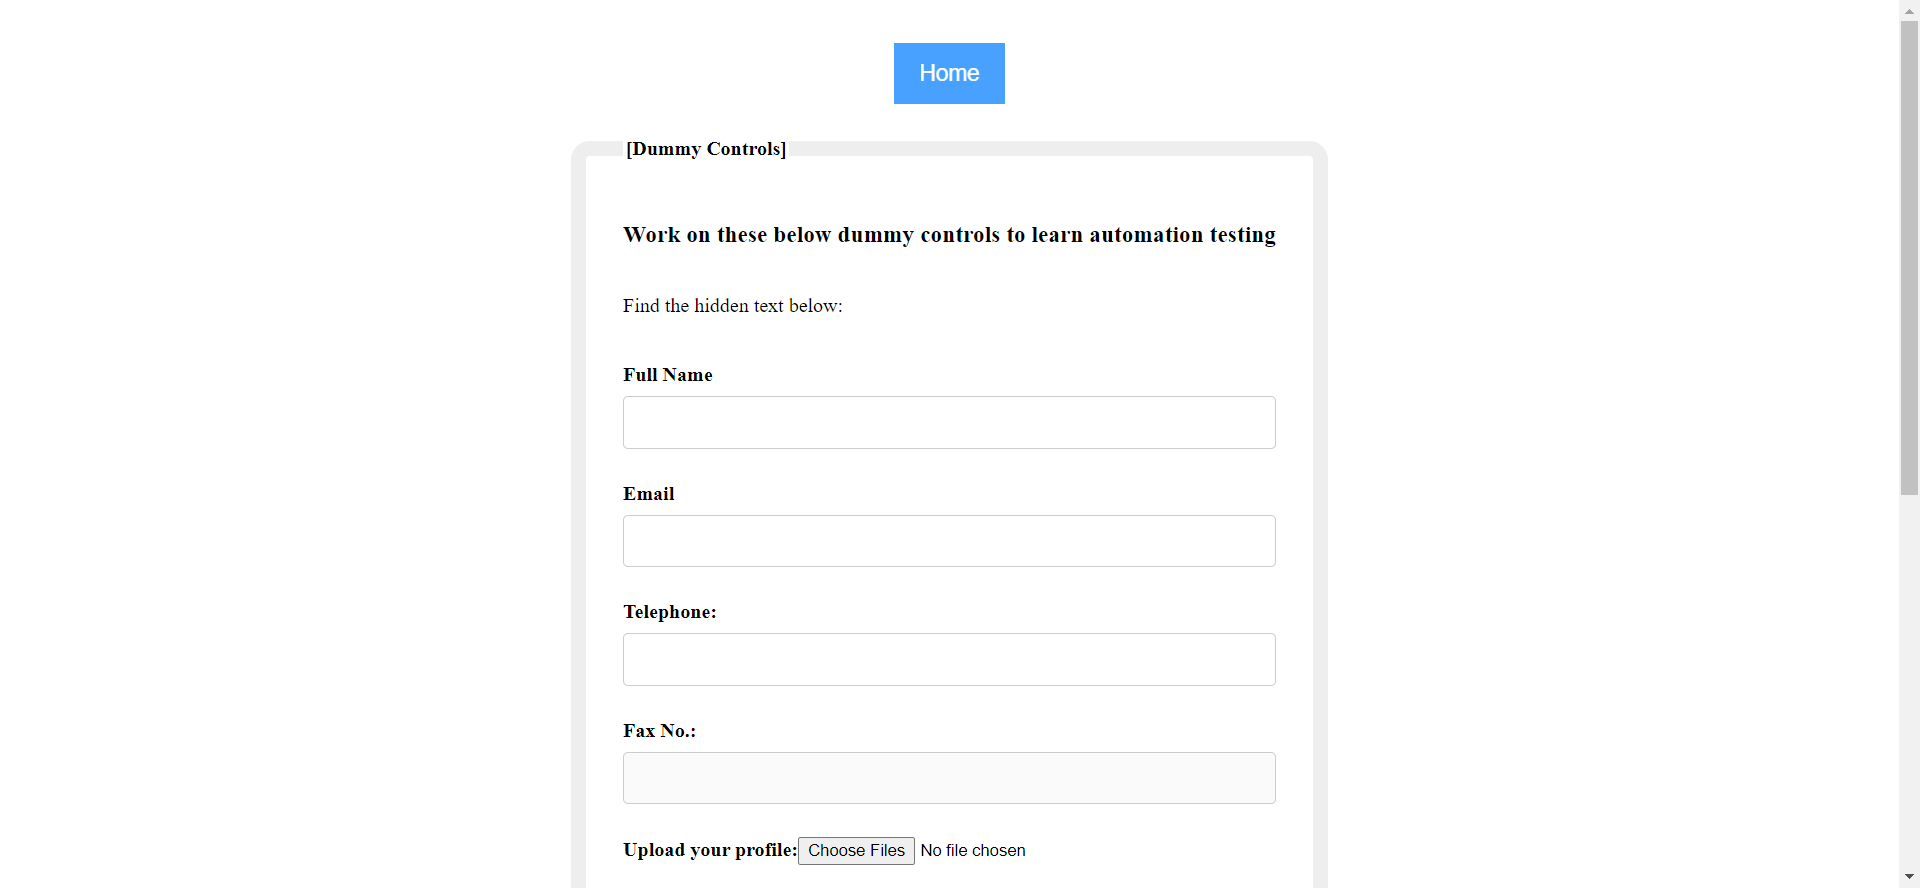 Home
[Dummy Controls]
Work on these below dummy controls to learn automation testing
Find the hidden text below:
Full Name
Email
Telephone:
Fax No.:
Upload your profile: Choose Files No file chosen